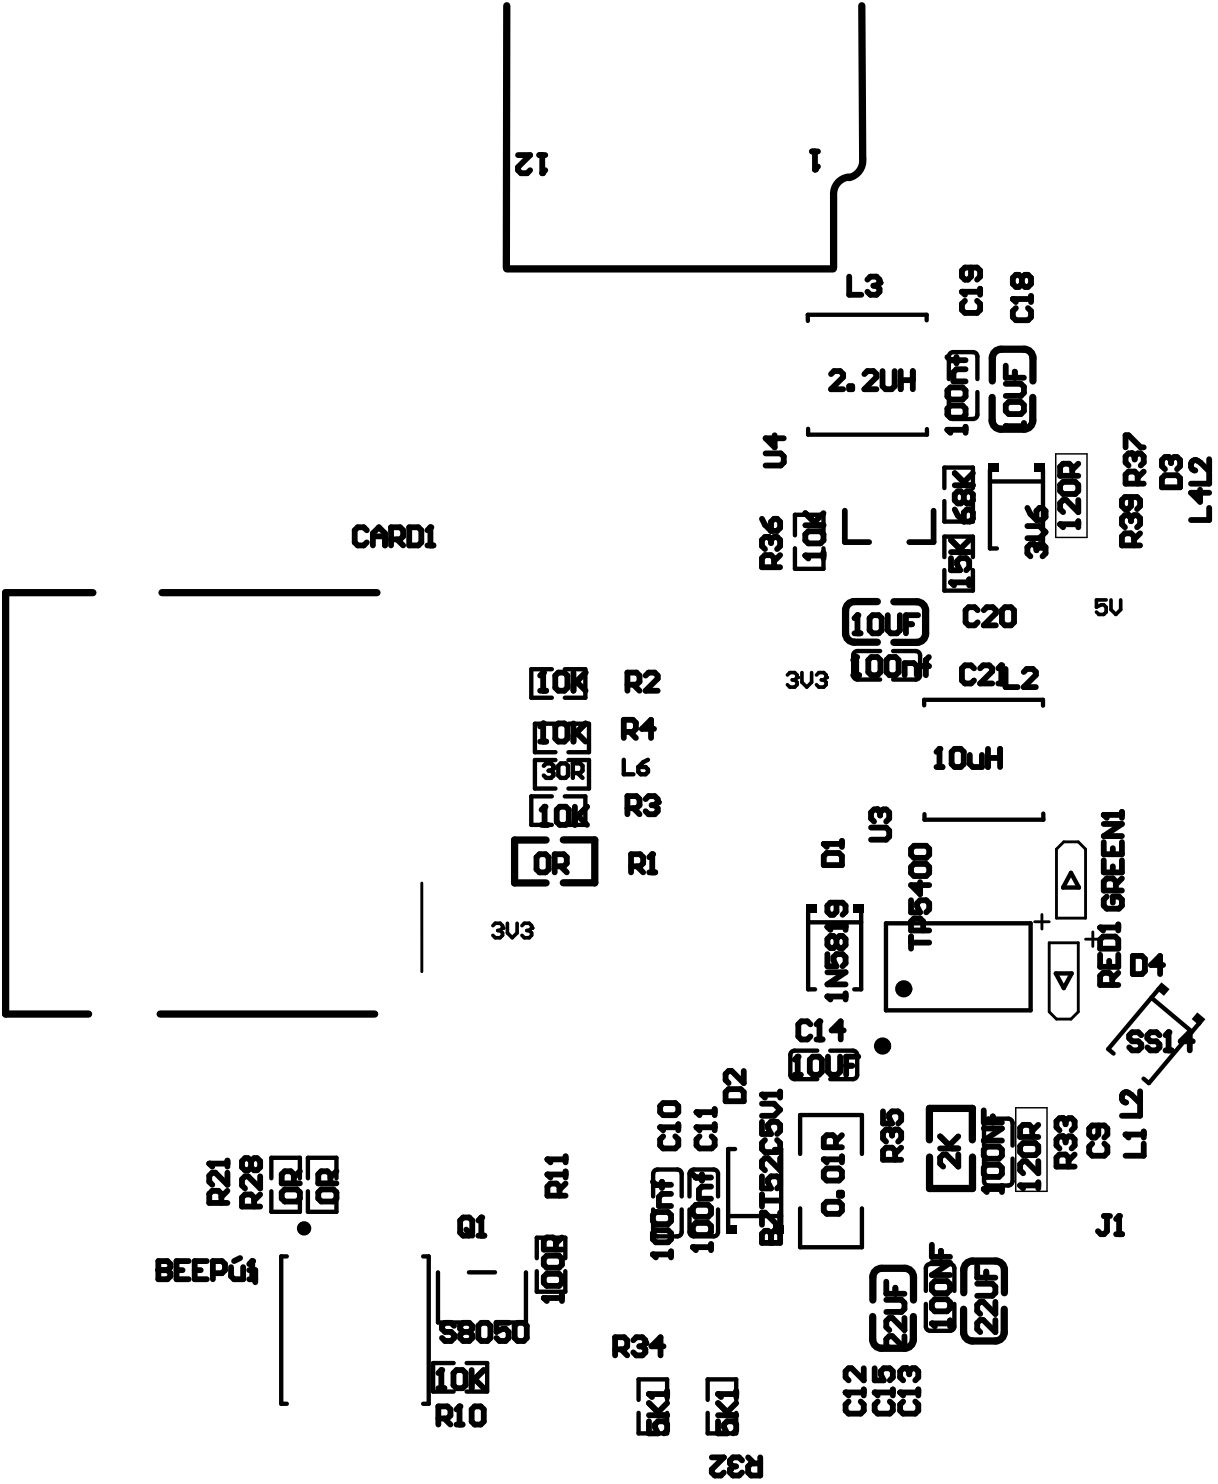 12
1
L3
C19
C18
2.2UH
100nf
10UF
U4
R37
D3
L2
68K
120R
L4
R39
R36
10K
3V6
CARD1
15K
5V
C20
10UF
100nf
C21
L2
3V3
10K
R2
10K
R4
30R
L6
10K
R3
10uH
U3
GREEN1
0R
R1
D1
TP5400
3V3
1N5819
RED1
D4
C14
SS14
10UF
D2
C10
C11
BZT52C5V1
R35
2K
100NF
120R
R33
C9
L2
L1
0.01R
R21
R28
0R
0R
R11
100nf
100nf
Q1
J1
BEEP
100R
22UF
100NF
22UF
S8050
R34
10K
C12
C15
C13
R10
5K1
5K1
R32